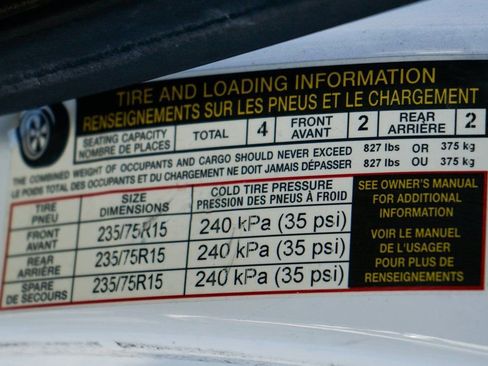 TIRE AND LOADING INFORMATION
RENSEIGNEMENTS SUR LES PNEUS ET LE CHARGEMENT
SEATING CAPACITY TOTAL 4 FRONT 2 REAR 2
NOMBRE DE PLACES AVANT ARRIÈRE
THE COMBINED WEIGHT OF OCCUPANTS AND CARGO SHOULD NEVER EXCEED 827 lbs OR 375 kg
LE POIDS TOTAL DES OCCUPANTS ET DU CHARGEMENT NE DOIT JAMAIS DÉPASSER 827 lbs OU 375 kg
TIRE SIZE COLD TIRE PRESSURE
PNEU DIMENSIONS PRESSION DES PNEUS À FROID
FRONT
AVANT 235/75R15 240 kPa (35 psi)
REAR
ARRIÈRE 235/75R15 240 kPa (35 psi)
SPARE
DE SECOURS 235/75R15 240 kPa (35 psi)
SEE OWNER'S MANUAL
FOR ADDITIONAL
INFORMATION
VOIR LE MANUEL
DE L'USAGER
POUR PLUS DE
RENSEIGNEMENTS